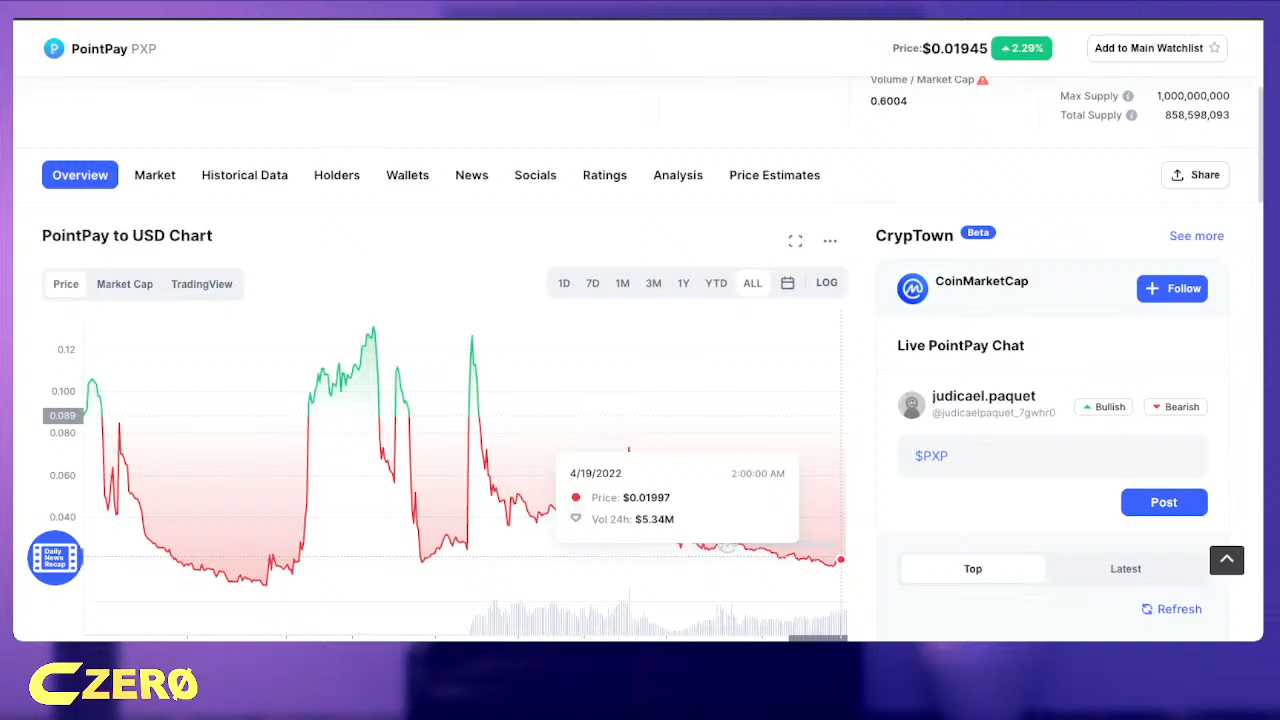 P PointPay PXP
Price: $0.01945 2.29%
Add to Main Watchlist
Volume / Market Cap
0.6004
Max Supply 1,000,000,000
Total Supply 858,598,093
Overview Market Historical Data Holders Wallets News Socials Ratings Analysis Price Estimates
Share
PointPay to USD Chart
Price Market Cap TradingView
1D 7D 1M 3M 1Y YTD ALL LOG
0.12
0.100
0.089
0.080
0.060
0.040
4/19/2022 2:00:00 AM
Price: $0.01997
Vol 24h: $5.34M
Daily
News
Recap
CrypTown Beta
See more
CoinMarketCap
+ Follow
Live PointPay Chat
judicael.paquet
@judicaelpaquet_7gwhr0
Bullish
Bearish
$PXP
Post
Top Latest
Refresh
CZERØ